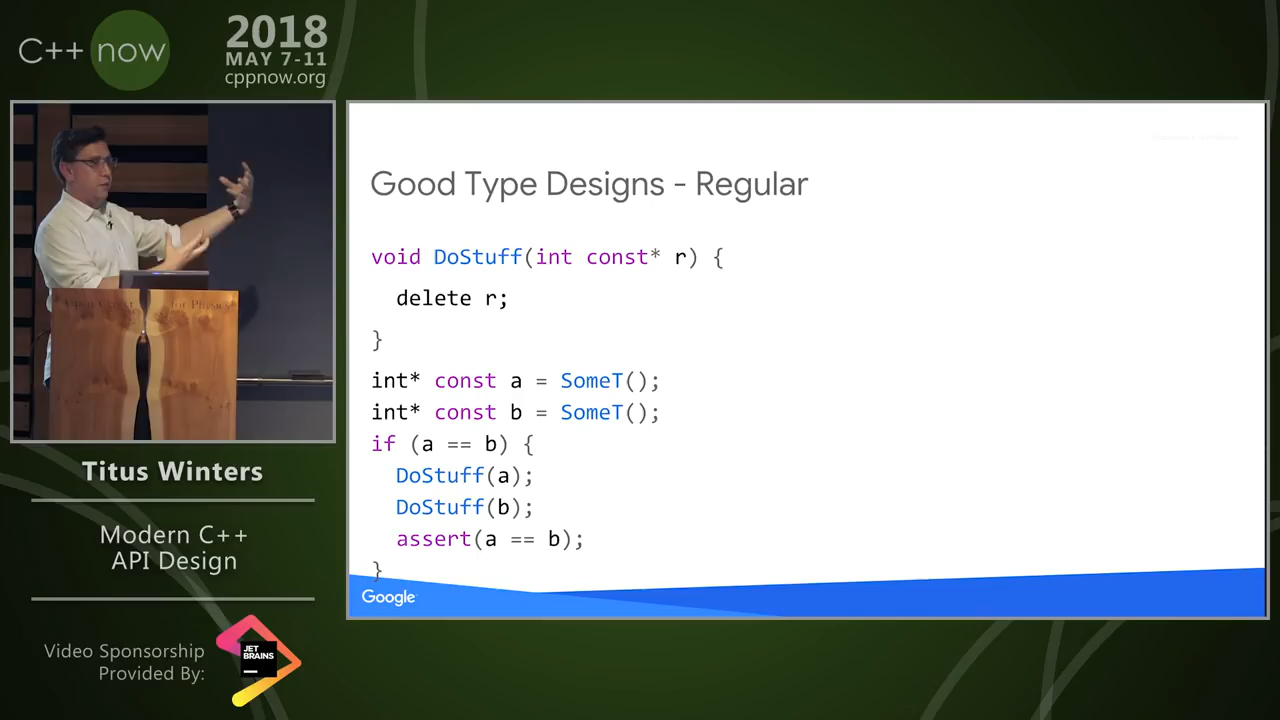 C++ now
2018
MAY 7-11
cppnow.org
Good Type Designs - Regular
void DoStuff(int const* r) {
delete r;
}
int* const a = SomeT();
int* const b = SomeT();
if (a == b) {
DoStuff(a);
DoStuff(b);
assert(a == b);
}
Google
Titus Winters
Modern C++
API Design
Video Sponsorship
Provided By:
JET
BRAINS